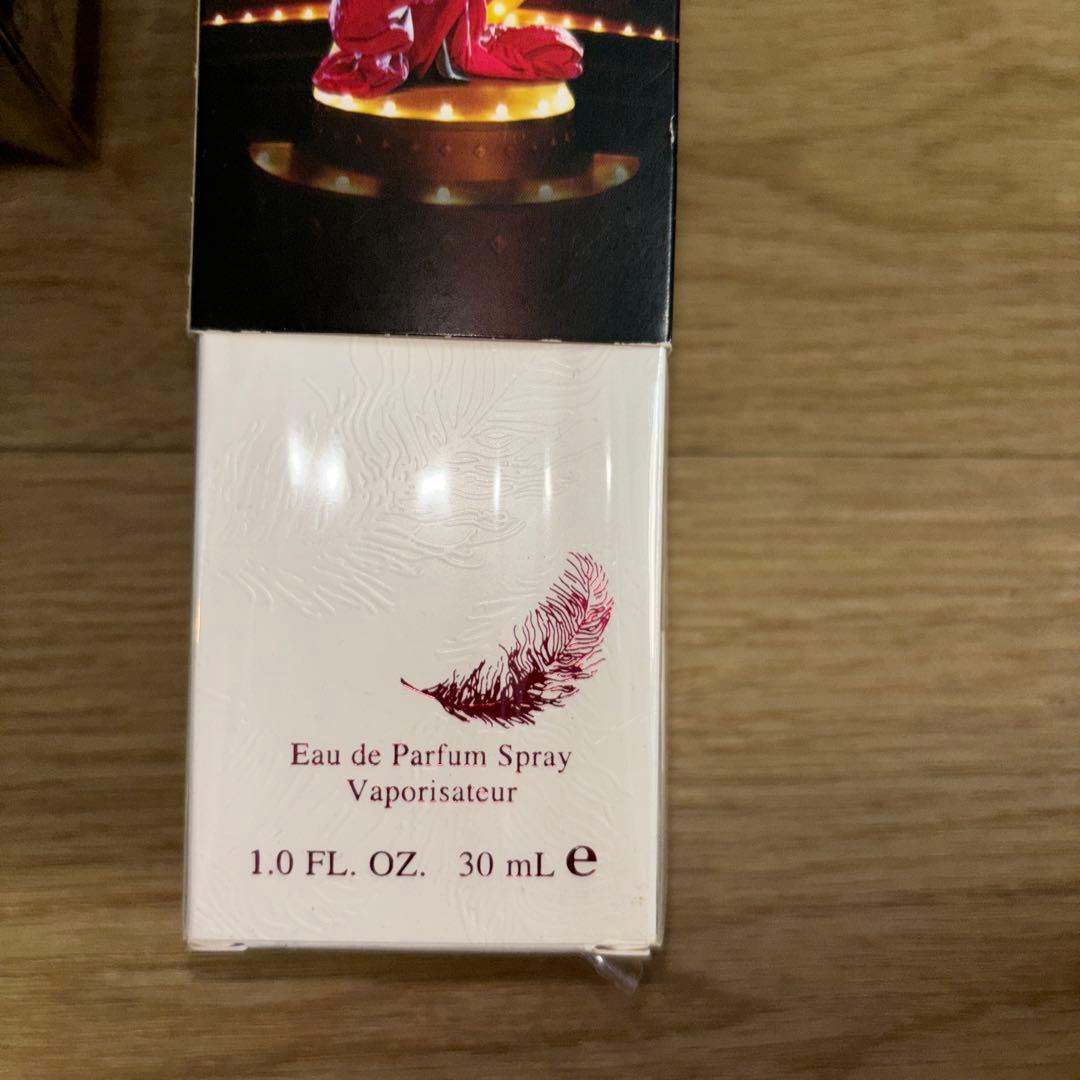 Eau de Parfum Spray
Vaporisateur
1.0 FL. OZ. 30 mL e